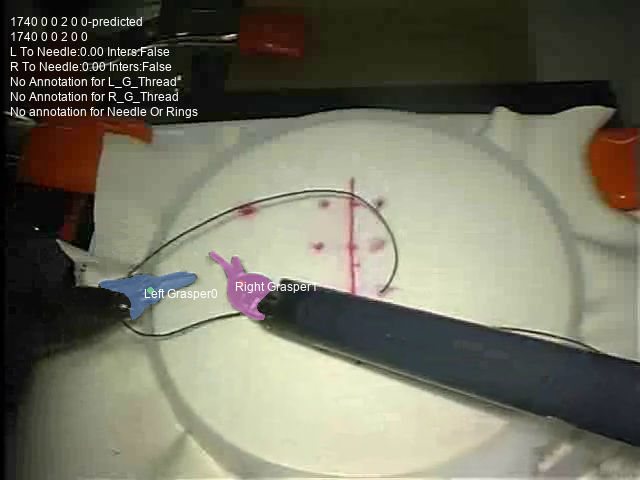 1740 0 0 2 0 0-predicted
1740 0 0 2 0 0
L To Needle:0.00 Inters:False
R To Needle:0.00 Inters:False
No Annotation for L_G_Thread*
No Annotation for R_G_Thread
No annotation for Needle Or Rings
Left Grasper0
Right Grasper1